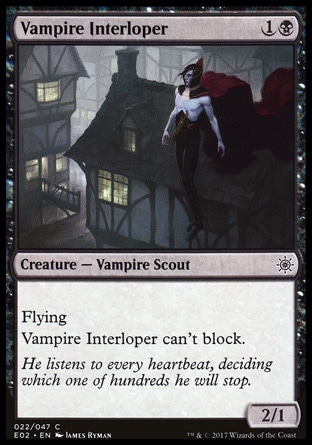 Vampire Interloper 1
Creature — Vampire Scout
Flying
Vampire Interloper can't block.
He listens to every heartbeat, deciding
which one of hundreds he will stop.
2/1
022/047 C
E02 • EN JAMES RYMAN
™ & © 2017 Wizards of the Coast